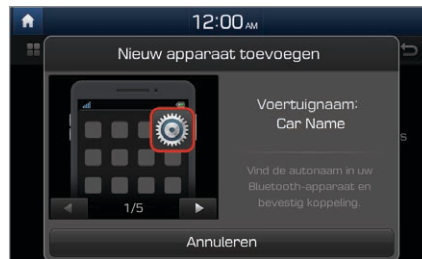 12:00 AM
Nieuw apparaat toevoegen
Voertuignaam:
Car Name
Vind de autonaam in uw
Bluetooth-apparaat en
bevestig koppeling.
1/5
Annuleren